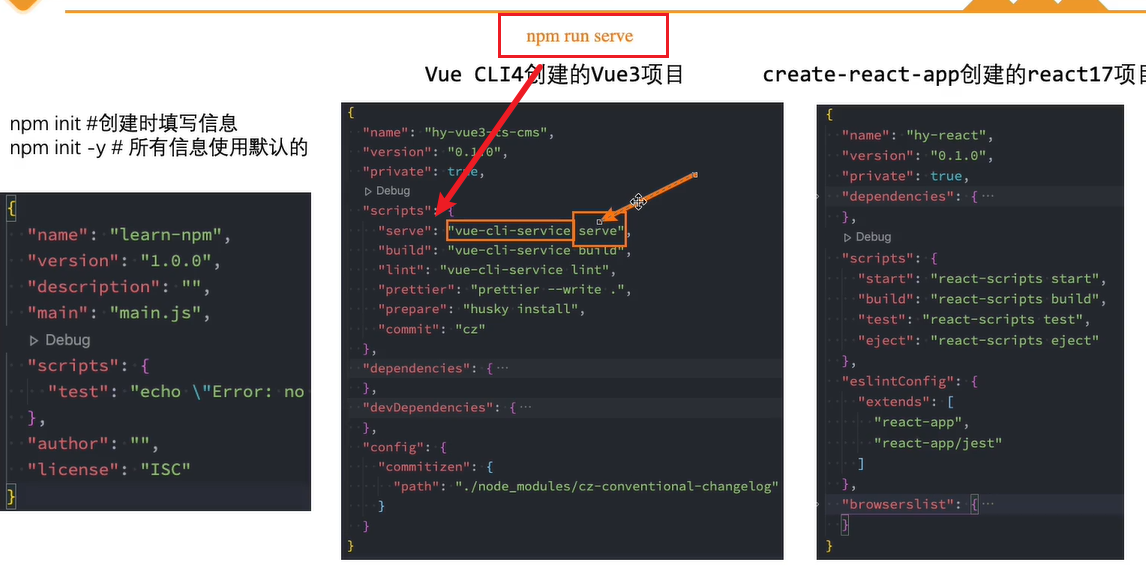 npm run serve
Vue CLI4创建的Vue3项目
create-react-app创建的react17项目
npm init #创建时填写信息
npm init -y # 所有信息使用默认的
{
"name": "learn-npm",
"version": "1.0.0",
"description": "",
"main": "main.js",
Debug
"scripts": {
"test": "echo \"Error: no
},
"author": "",
"license": "ISC"
}
{
"name": "hy-vue3-ts-cms",
"version": "0.1.0",
"private": true,
Debug
"scripts": {
"serve": "vue-cli-service serve",
"build": "vue-cli-service build",
"lint": "vue-cli-service lint",
"prettier": "prettier --write .",
"prepare": "husky install",
"commit": "cz"
},
"dependencies": {···
},
"devDependencies": {···
},
"config": {
"commitizen": {
"path": "./node_modules/cz-conventional-changelog"
}
}
}
{
"name": "hy-react",
"version": "0.1.0",
"private": true,
"dependencies": {···
},
Debug
"scripts": {
"start": "react-scripts start",
"build": "react-scripts build",
"test": "react-scripts test",
"eject": "react-scripts eject"
},
"eslintConfig": {
"extends": [
"react-app",
"react-app/jest"
]
},
"browserslist": {···
}
}